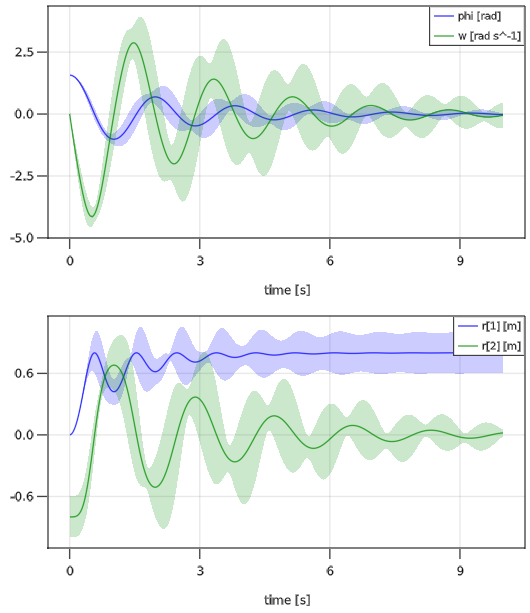 phi [rad]
w [rad s^-1]
2.5
0.0
-2.5
-5.0
0 3 6 9
time [s]
r[1] [m]
r[2] [m]
0.6
0.0
-0.6
0 3 6 9
time [s]